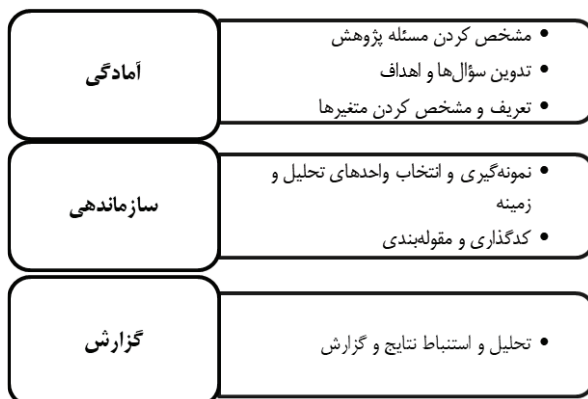 آمادگی
• مشخص کردن مسئله پژوهش
• تدوین سؤال‌ها و اهداف
• تعریف و مشخص کردن متغیرها
سازماندهی
• نمونه‌گیری و انتخاب واحدهای تحلیل و
زمینه
• کدگذاری و مقوله‌بندی
گزارش
• تحلیل و استنباط نتایج و گزارش